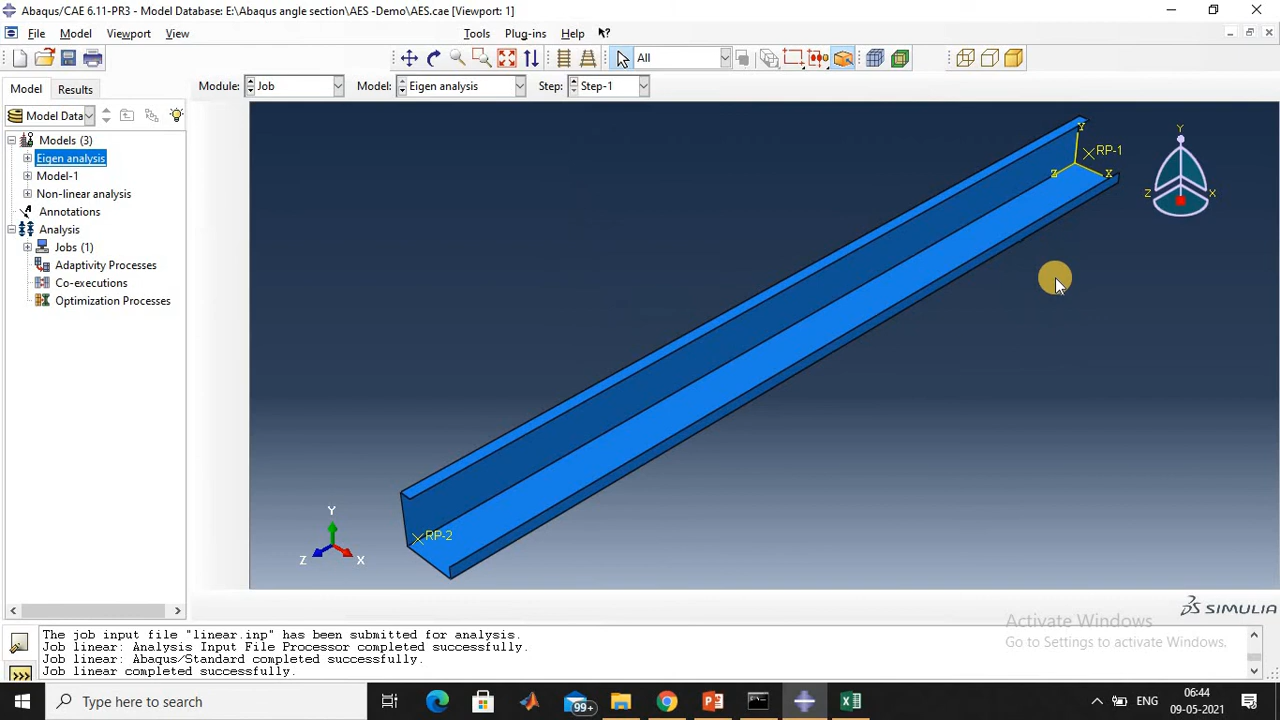 Abaqus/CAE 6.11-PR3 - Model Database: E:\Abaqus angle section\AES -Demo\AES.cae [Viewport: 1]
File Model Viewport View Tools Plug-ins Help
All
Model Results Module: Job Model: Eigen analysis Step: Step-1
Model Data
Models (3)
Eigen analysis
Model-1
Non-linear analysis
Annotations
Analysis
Jobs (1)
Adaptivity Processes
Co-executions
Optimization Processes
Y
RP-1
Z
X
Y
Z
X
RP-2
Y
Z
X
SIMULIA
Activate Windows
Go to Settings to activate Windows.
The job input file "linear.inp" has been submitted for analysis.
Job linear: Analysis Input File Processor completed successfully.
Job linear: Abaqus/Standard completed successfully.
Job linear completed successfully.
>>>
Type here to search
99+
ENG
06:44
09-05-2021